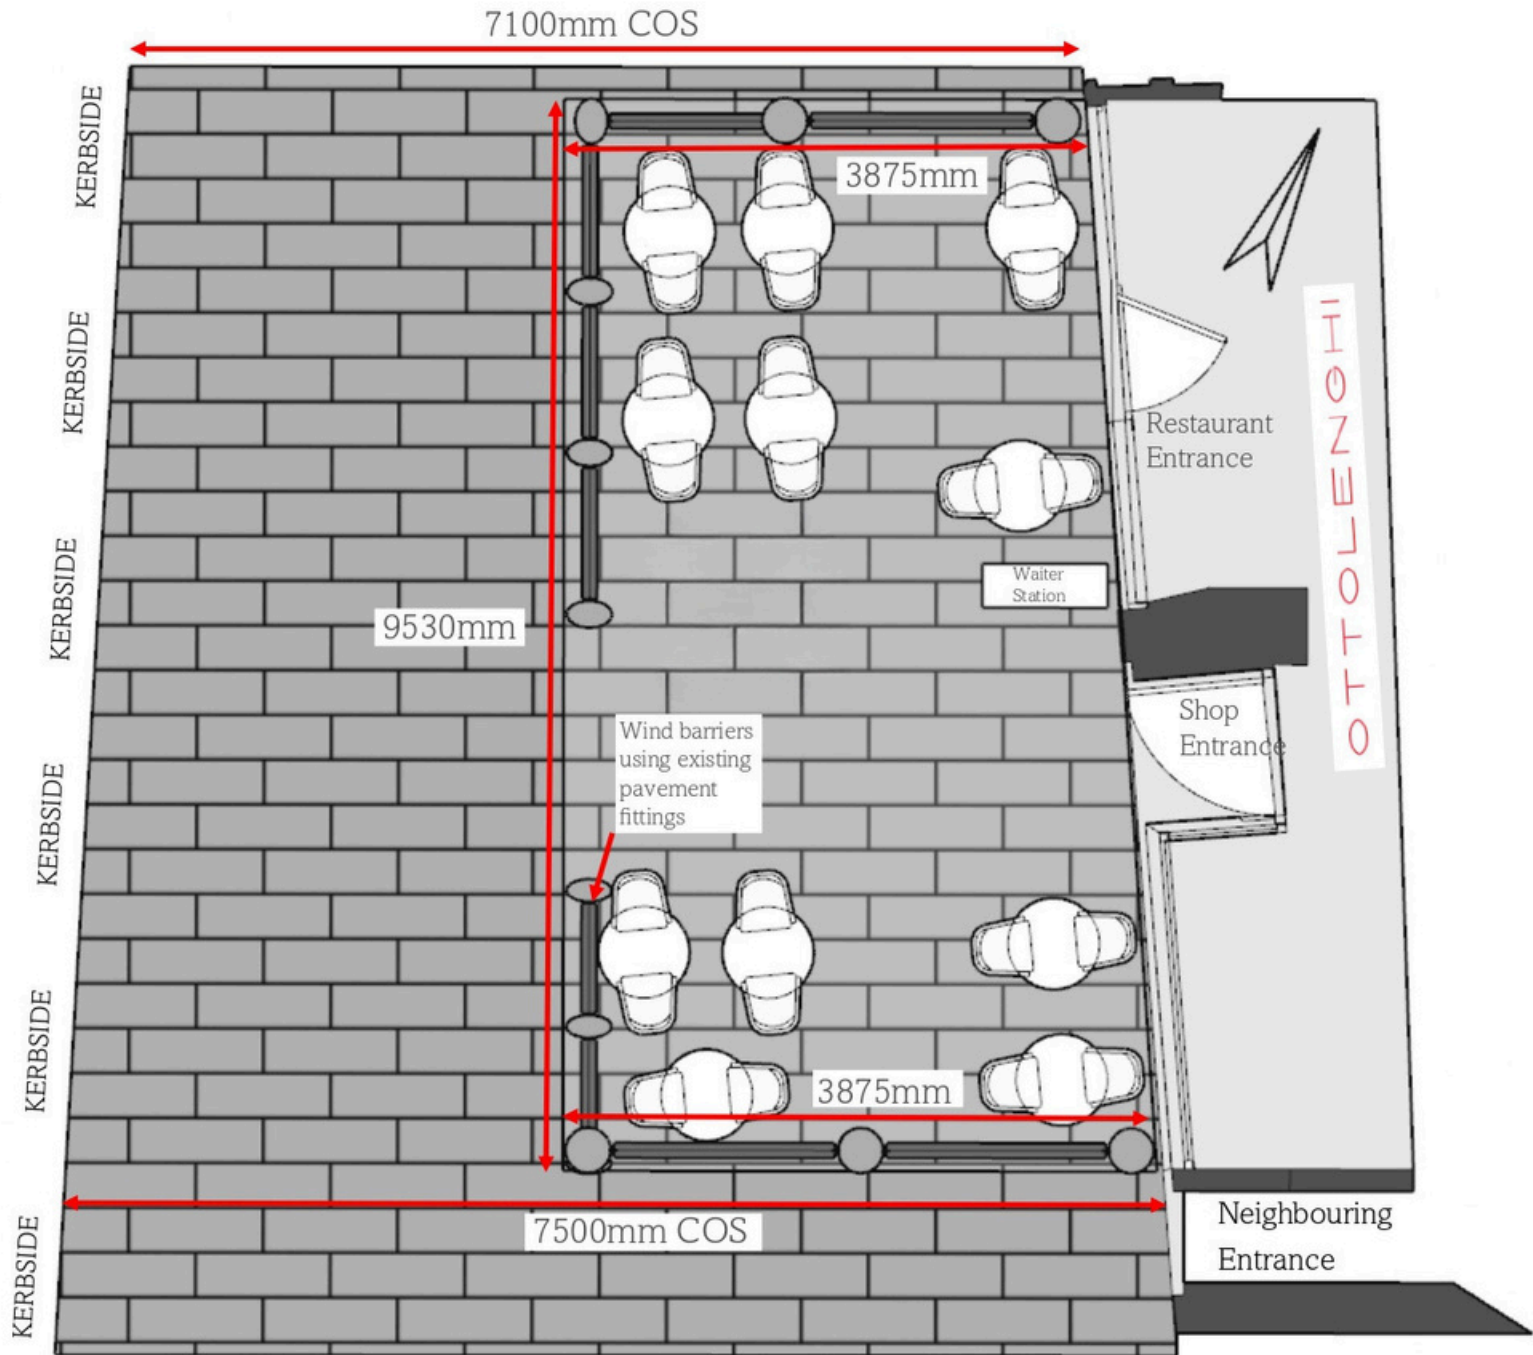 7100mm COS
KERBSIDE
3875mm
KERBSIDE
OTTOLENGHI
Restaurant
Entrance
KERBSIDE
Waiter
Station
9530mm
Shop
Entrance
Wind barriers
using existing
pavement
fittings
KERBSIDE
KERBSIDE
3875mm
7500mm COS
KERBSIDE
Neighbouring
Entrance